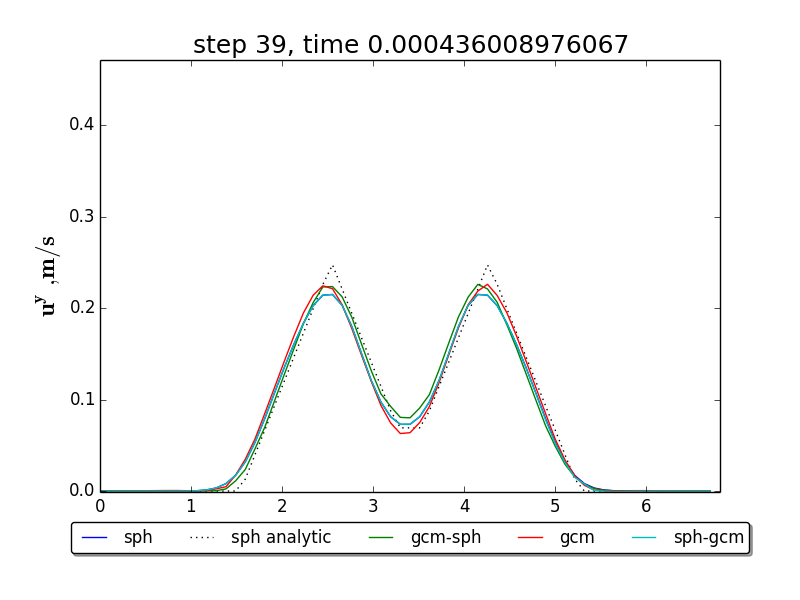 step 39, time 0.000436008976067
u^y ,m/s
0.4
0.3
0.2
0.1
0.0
0 1 2 3 4 5 6
sph sph analytic gcm-sph gcm sph-gcm